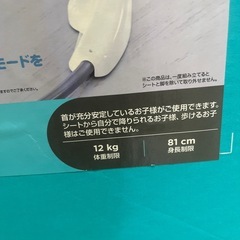 モードを
※この商品は、一度組み立てると
シートと脚を除いて取り外せません。
首が充分安定しているお子様がご使用できます。
シートから自分で降りられるお子様、歩けるお子
様はご使用できません。
12 kg
体重制限
81 cm
身長制限